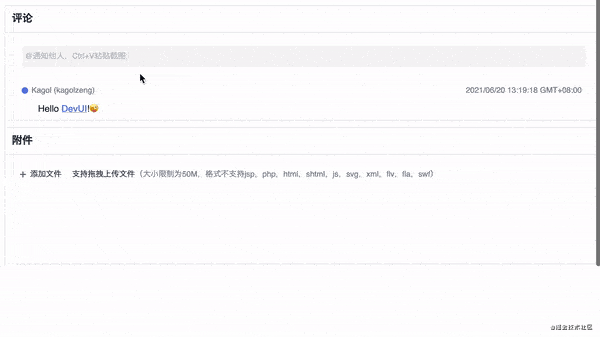 评论
@通知他人，Ctrl+V粘贴截图
Kagol (kagolzeng) 2021/06/20 13:19:18 GMT+08:00
Hello DevUI!😜
附件
+ 添加文件 支持拖拽上传文件（大小限制为50M，格式不支持jsp，php，html，shtml，js，svg，xml，flv，fla，swf）
@掘金技术社区